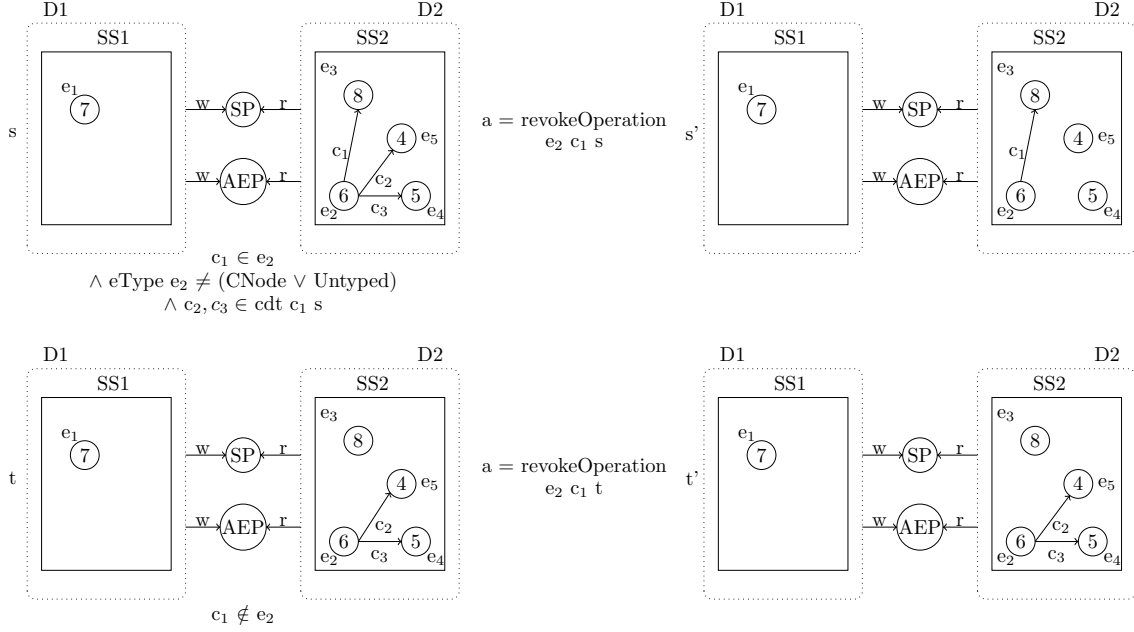 D1 D2 D1 D2
SS1 SS2 SS1 SS2
e3 e3
e1 8 e1 8
7 w SP r 7 w SP r
4 4
s c1 e5 a = revokeOperation s' c1 e5
e2 c1 s
w AEP r c2 w AEP r
6 5 6 5
e2 c3 e4 e2 e4
c1 ∈ e2
∧ eType e2 ≠ (CNode ∨ Untyped)
∧ c2, c3 ∈ cdt c1 s
D1 D2 D1 D2
SS1 SS2 SS1 SS2
e3 e3
e1 8 e1 8
7 w SP r 7 w SP r
4 4
t e5 a = revokeOperation t' e5
e2 c1 t
w AEP r c2 w AEP r c2
6 5 6 5
e2 c3 e4 e2 c3 e4
c1 ∉ e2